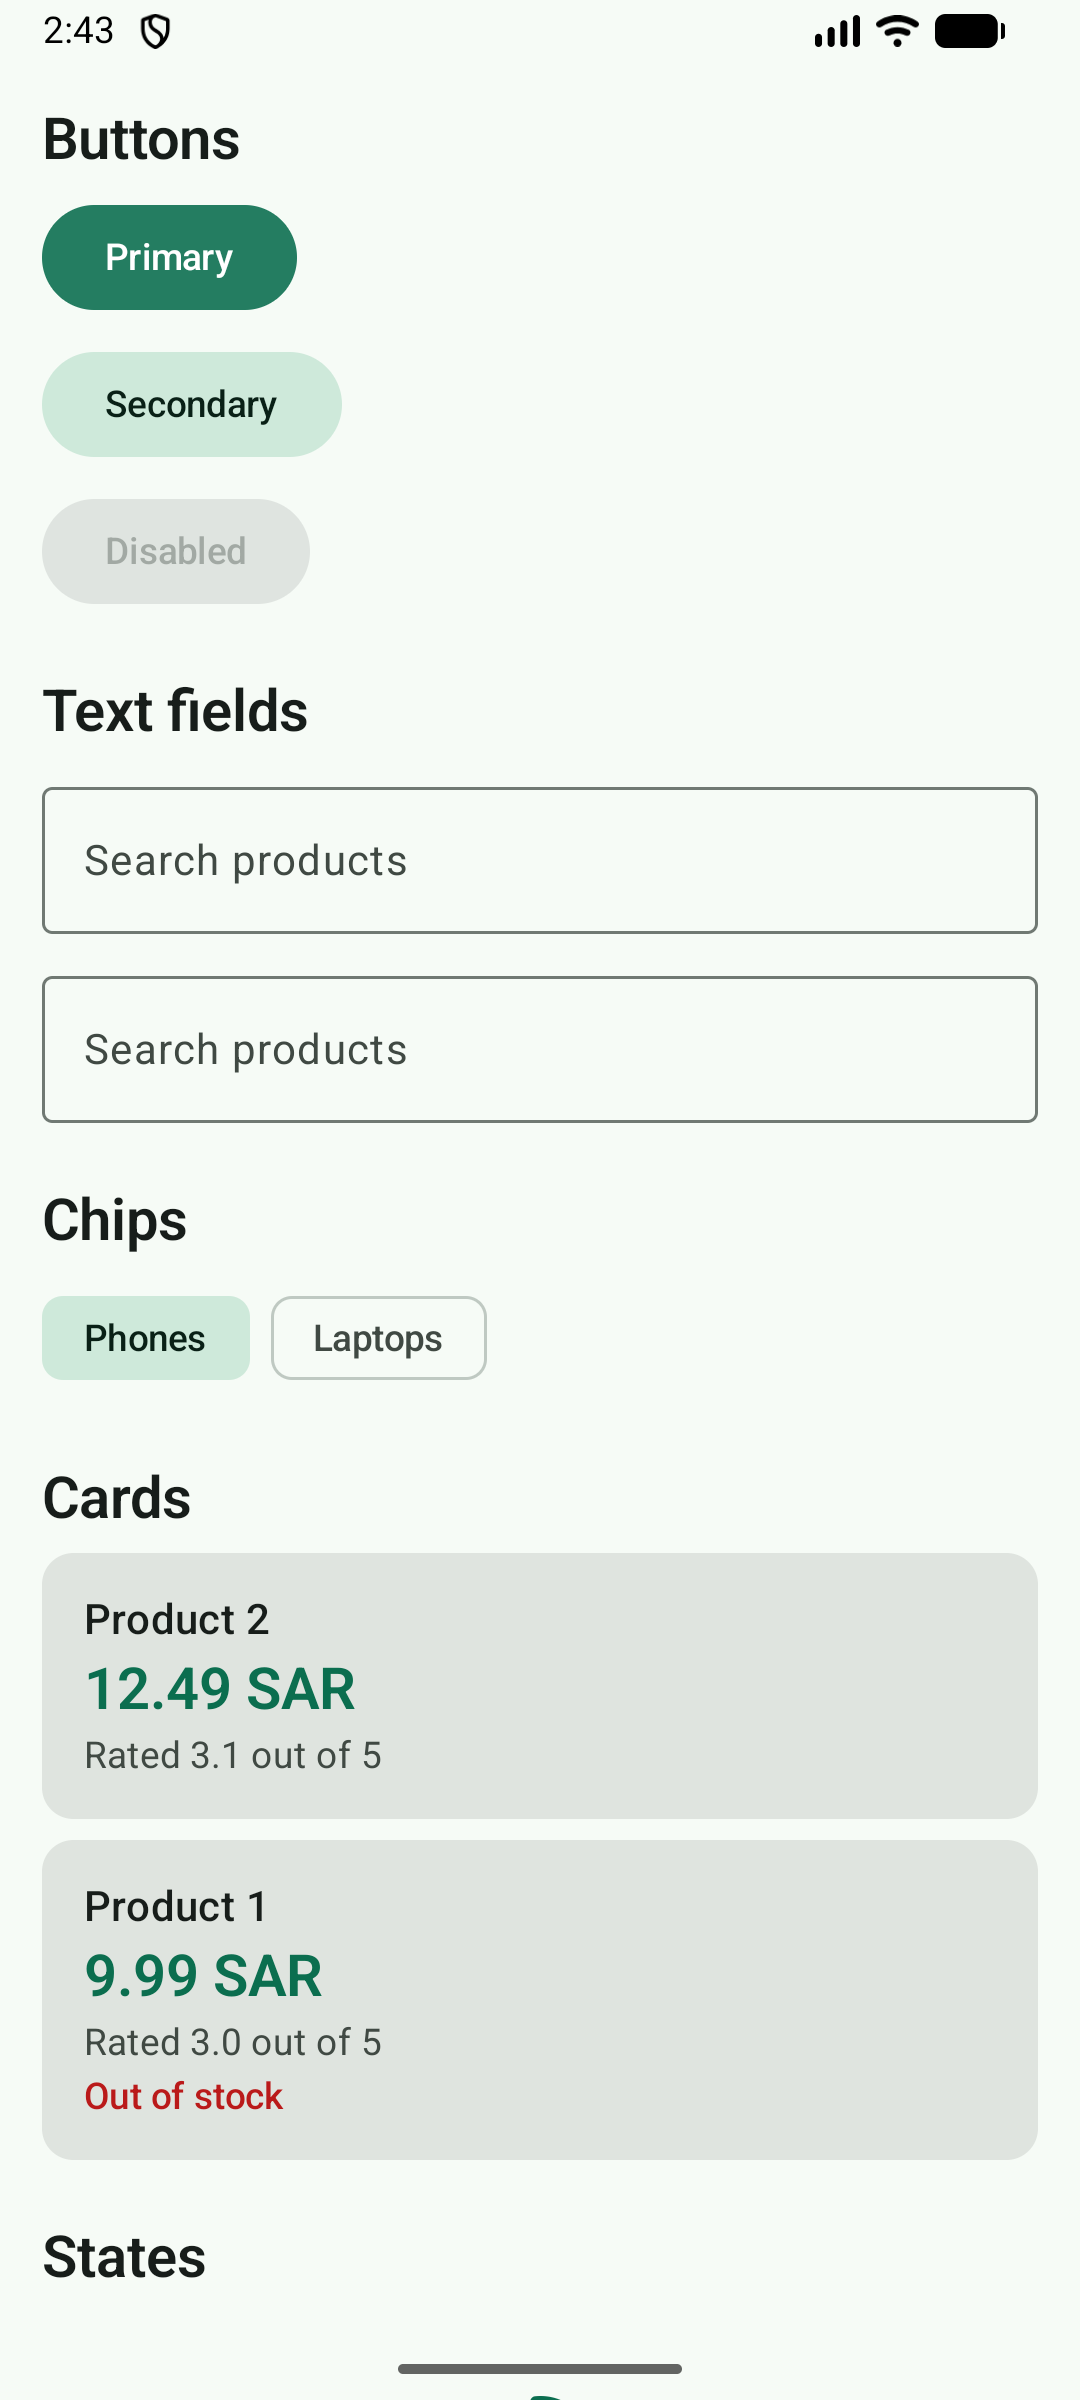 2:43
Buttons
Primary
Secondary
Disabled
Text fields
Search products
Search products
Chips
Phones
Laptops
Cards
Product 2
12.49 SAR
Rated 3.1 out of 5
Product 1
9.99 SAR
Rated 3.0 out of 5
Out of stock
States